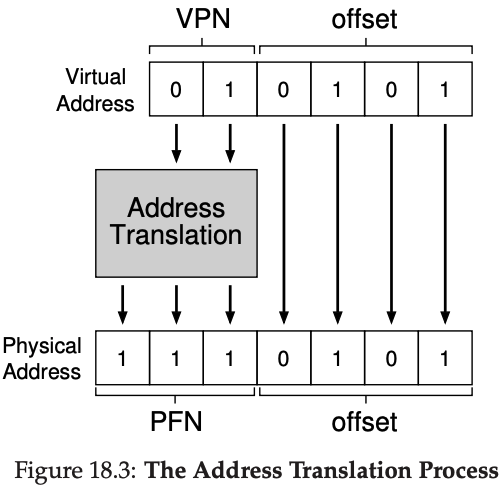 VPN offset
Virtual Address 0 1 0 1 0 1
Address
Translation
Physical Address 1 1 1 0 1 0 1
PFN offset
Figure 18.3: The Address Translation Process